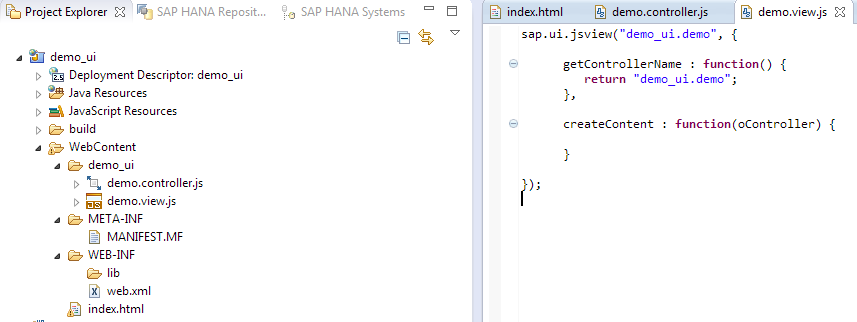 Project Explorer
SAP HANA Reposit...
SAP HANA Systems
demo_ui
Deployment Descriptor: demo_ui
Java Resources
JavaScript Resources
build
WebContent
demo_ui
demo.controller.js
demo.view.js
META-INF
MANIFEST.MF
WEB-INF
lib
web.xml
index.html
index.html
demo.controller.js
demo.view.js
sap.ui.jsview("demo_ui.demo", {
getControllerName : function() {
return "demo_ui.demo";
},
createContent : function(oController) {
}
});